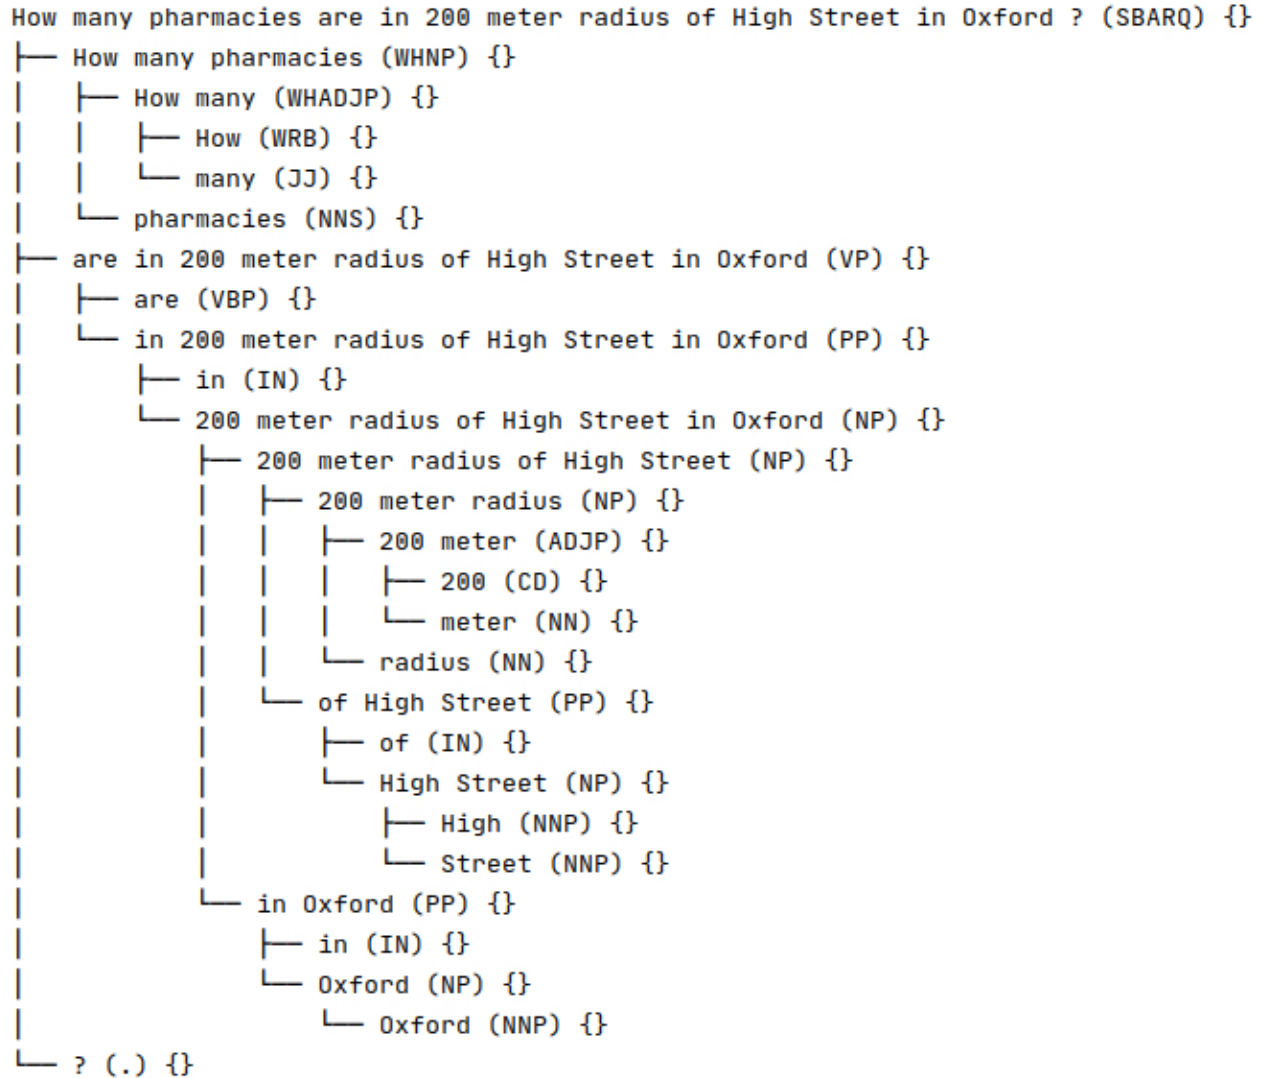 How many pharmacies are in 200 meter radius of High Street in Oxford ? (SBARQ) {}
├── How many pharmacies (WHNP) {}
│   ├── How many (WHADJP) {}
│   │   ├── How (WRB) {}
│   │   └── many (JJ) {}
│   └── pharmacies (NNS) {}
├── are in 200 meter radius of High Street in Oxford (VP) {}
│   ├── are (VBP) {}
│   └── in 200 meter radius of High Street in Oxford (PP) {}
│       ├── in (IN) {}
│       └── 200 meter radius of High Street in Oxford (NP) {}
│           ├── 200 meter radius of High Street (NP) {}
│           │   ├── 200 meter radius (NP) {}
│           │   │   ├── 200 meter (ADJP) {}
│           │   │   │   ├── 200 (CD) {}
│           │   │   │   └── meter (NN) {}
│           │   │   └── radius (NN) {}
│           │   └── of High Street (PP) {}
│           │       ├── of (IN) {}
│           │       └── High Street (NP) {}
│           │           ├── High (NNP) {}
│           │           └── Street (NNP) {}
│           └── in Oxford (PP) {}
│               ├── in (IN) {}
│               └── Oxford (NP) {}
│                   └── Oxford (NNP) {}
└── ? (.) {}